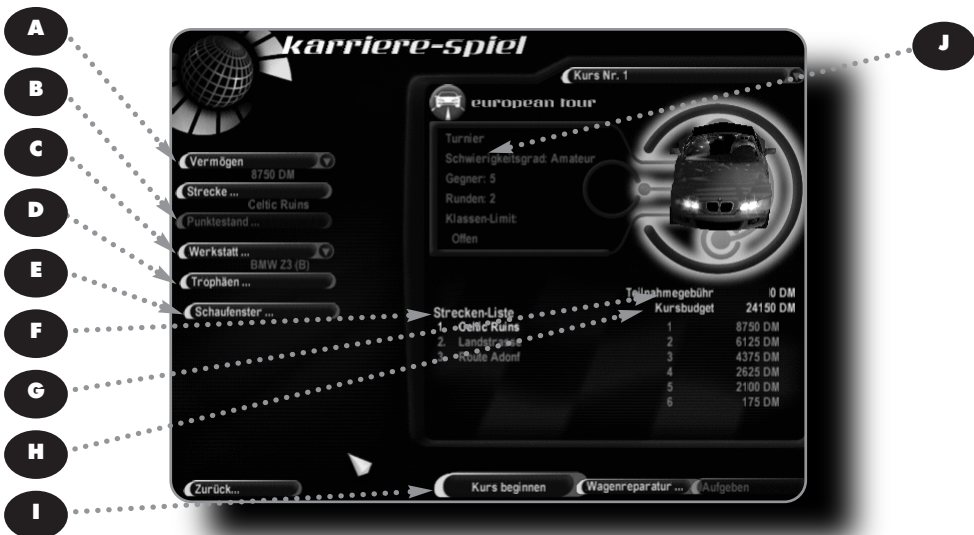 A
B
C
D
E
F
G
H
I
J
karriere-spiel
Kurs Nr. 1
european tour
Turnier
Schwierigkeitsgrad: Amateur
Gegner: 5
Runden: 2
Klassen-Limit:
Offen
Vermögen
8750 DM
Strecke ...
Celtic Ruins
Punktestand ...
Werkstatt ...
BMW Z3 (B)
Trophäen ...
Schaufenster ...
Teilnahmegebühr 0 DM
Kursbudget 24150 DM
1 8750 DM
2 6125 DM
3 4375 DM
4 2625 DM
5 2100 DM
6 175 DM
Strecken-Liste
1. Celtic Ruins
2. Landstrasse
3. Route Adonf
Zurück...
Kurs beginnen
Wagenreparatur ...
Aufgeben